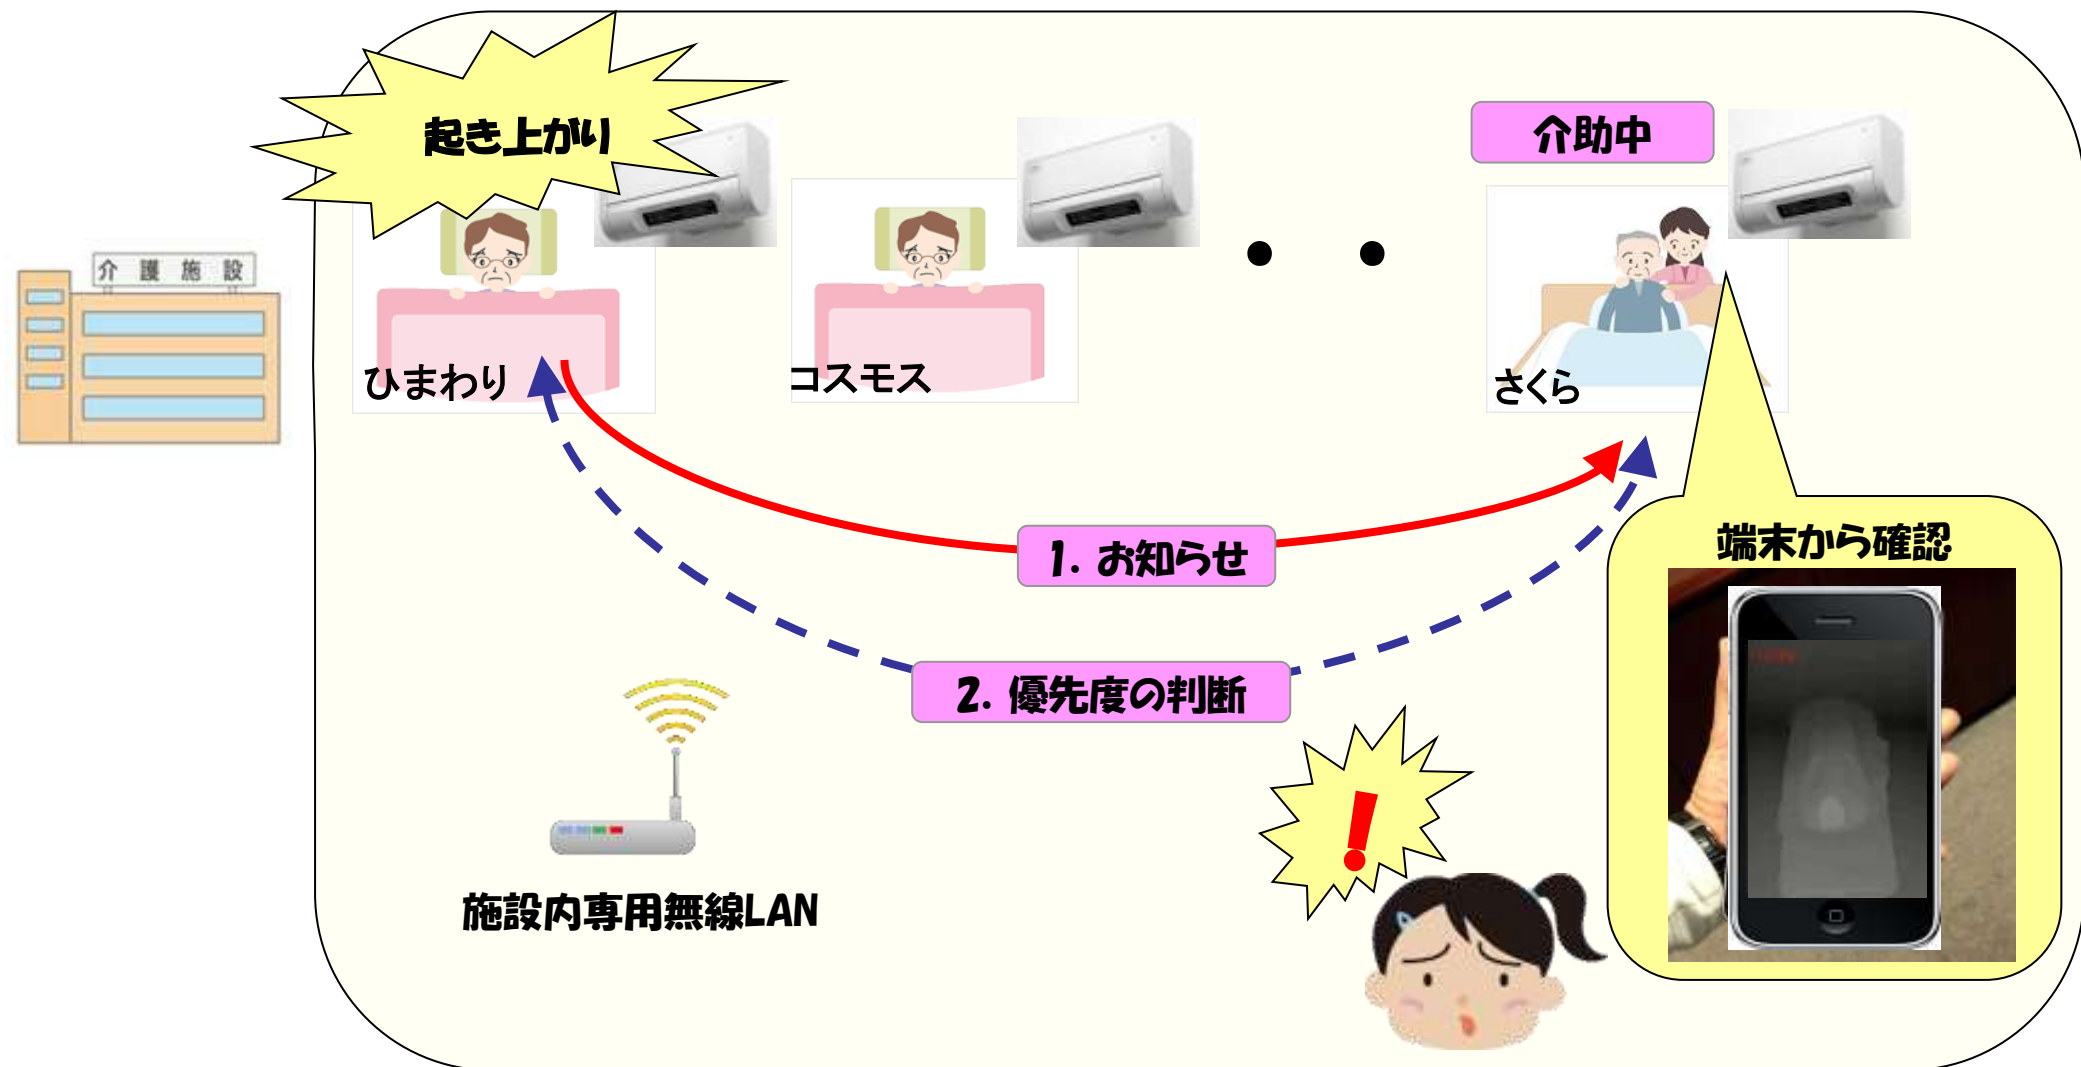 起き上がり
介助中
介護施設
ひまわり
コスモス
さくら
1. お知らせ
端末から確認
2. 優先度の判断
!
施設内専用無線LAN